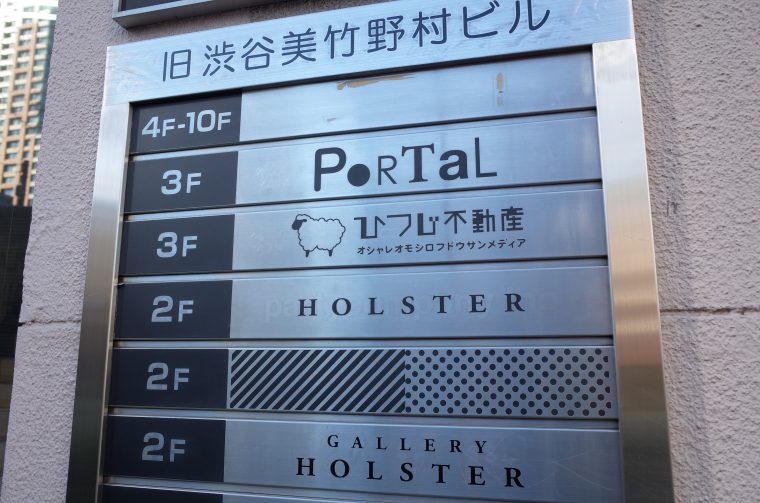 旧 渋谷美竹野村ビル
4F-10F
3F PoRTaL
3F ひつじ不動産
オシャレオモシロフドウサンメディア
2F HOLSTER
2F
2F GALLERY
HOLSTER